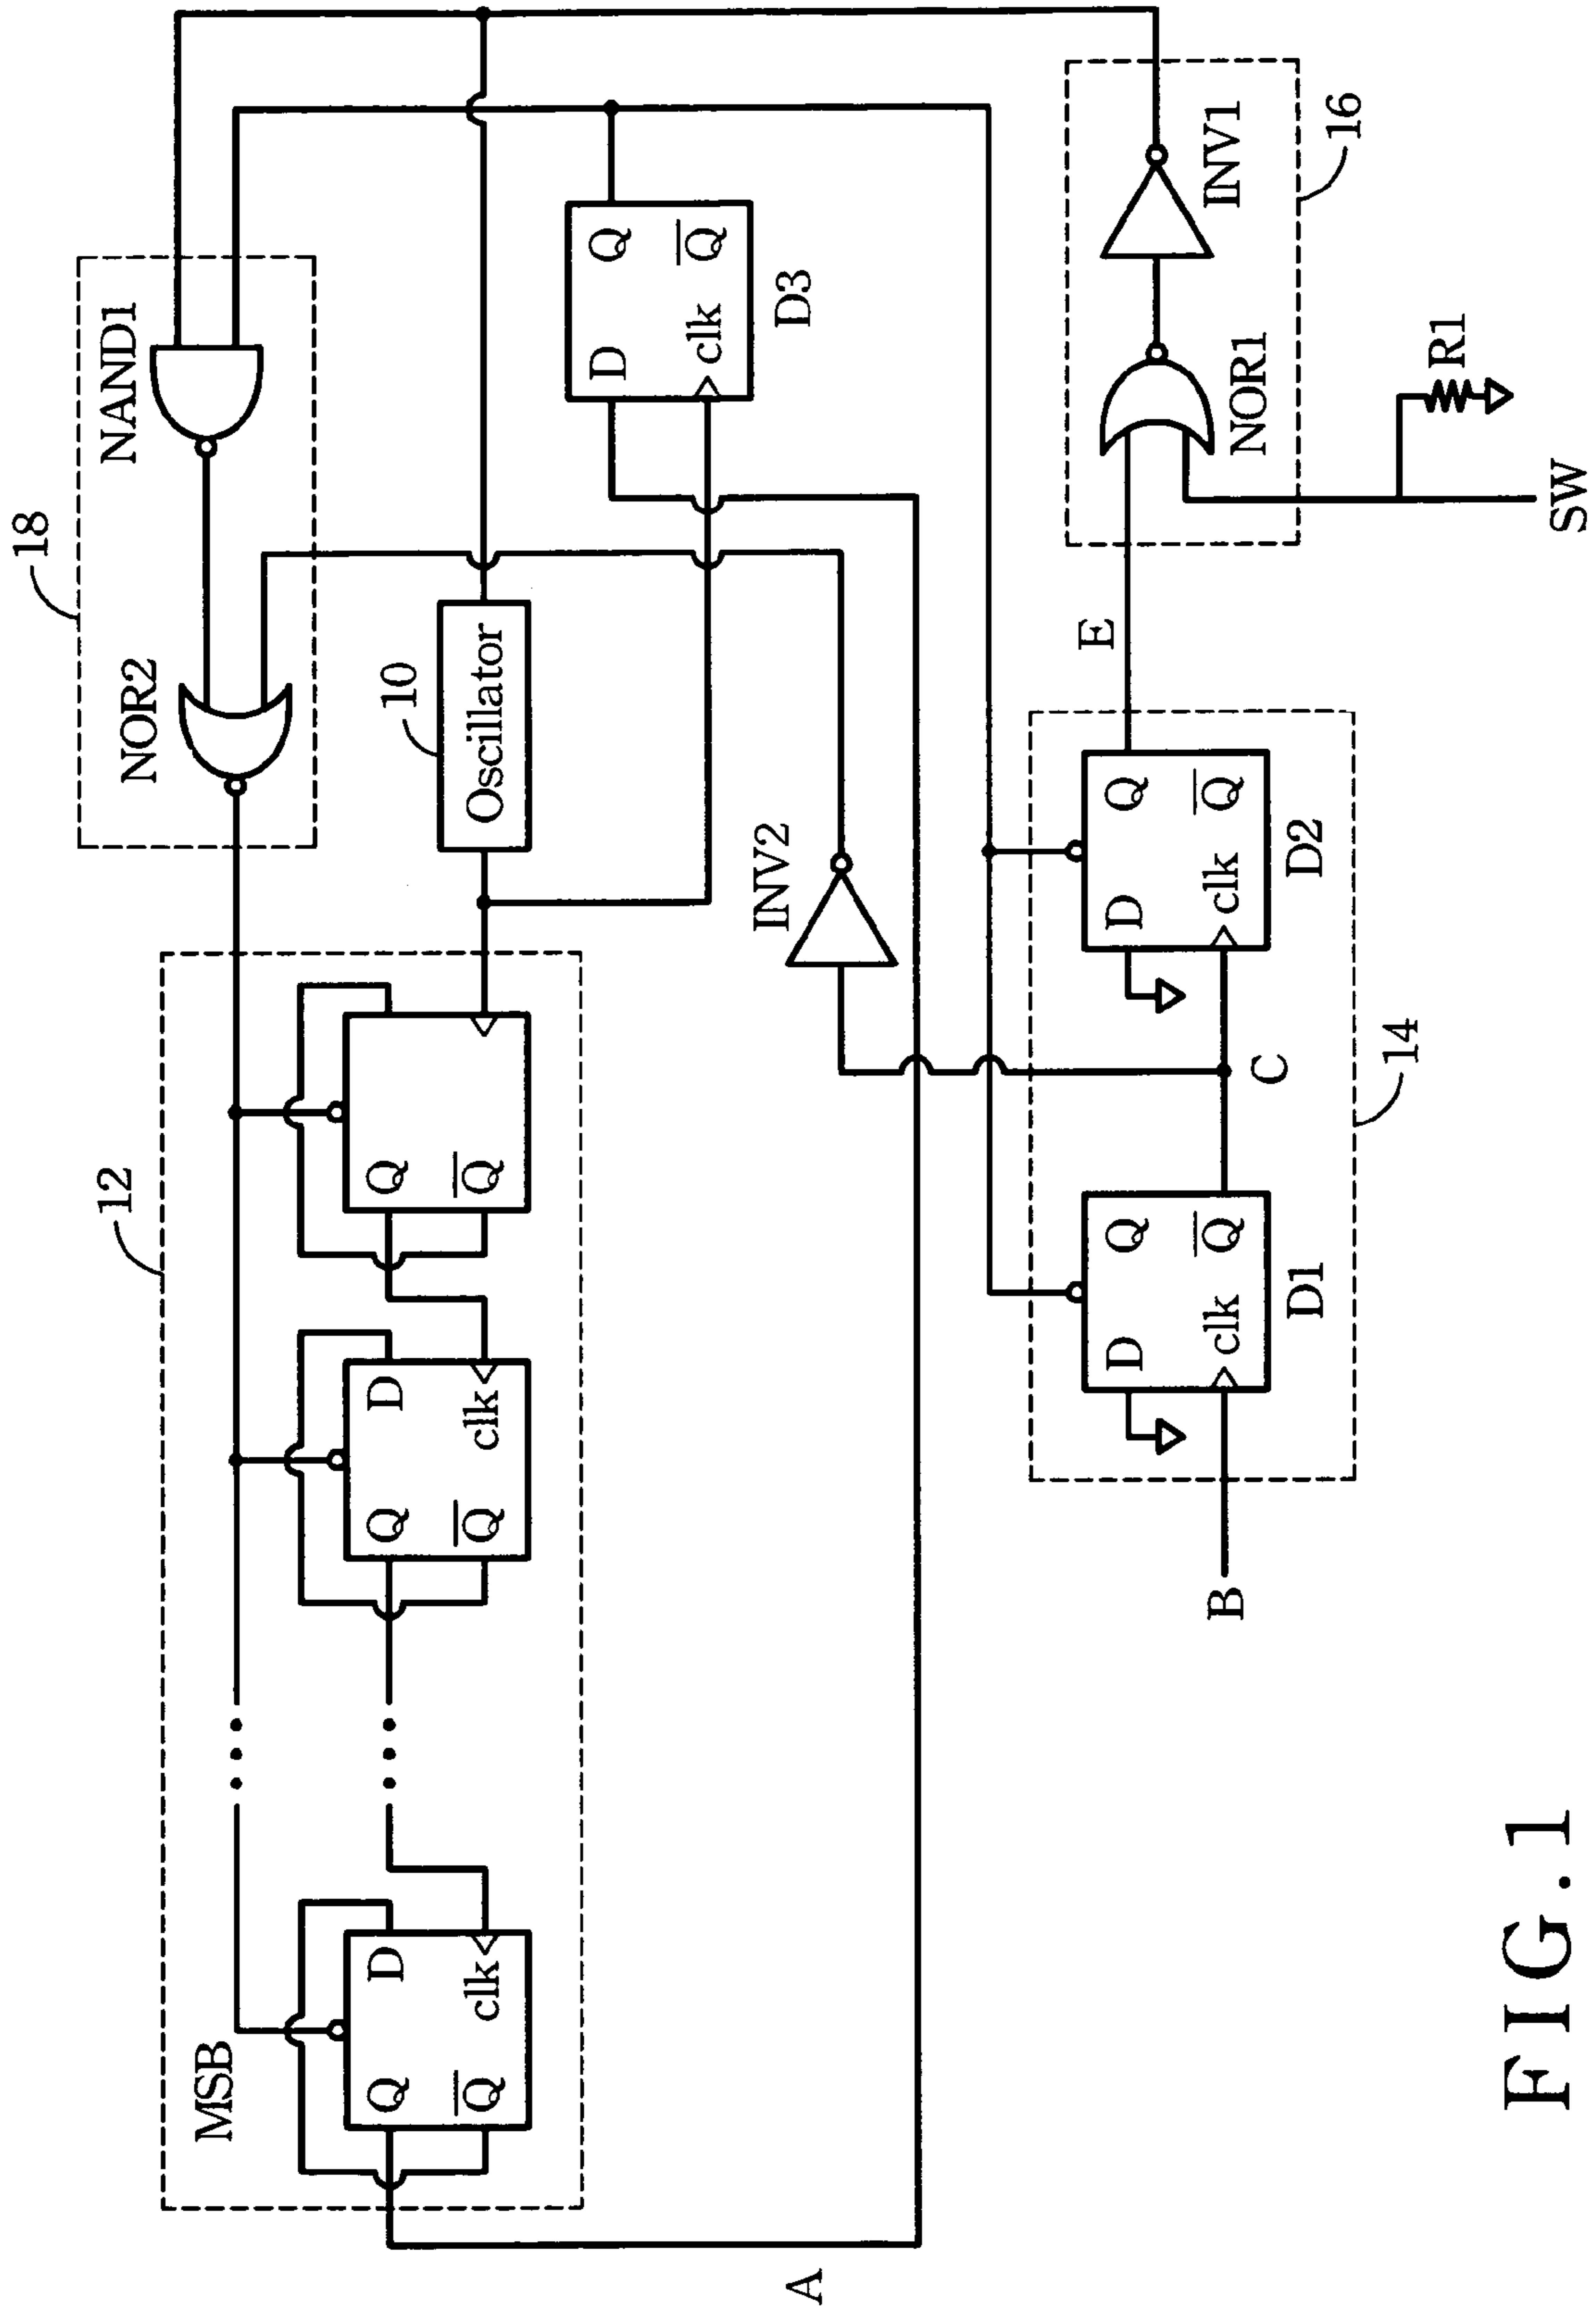 18
12
NAND1
NOR2
MSB
Q D
Q D
Q
10
Q̄ clk
Q̄ clk
Q̄
Oscillator
D Q
clk Q̄
D3
INV2
A
E
D Q
clk Q̄
D1
D Q
clk Q̄
D2
B
C
NOR1
INV1
16
14
R1
SW
FIG.1